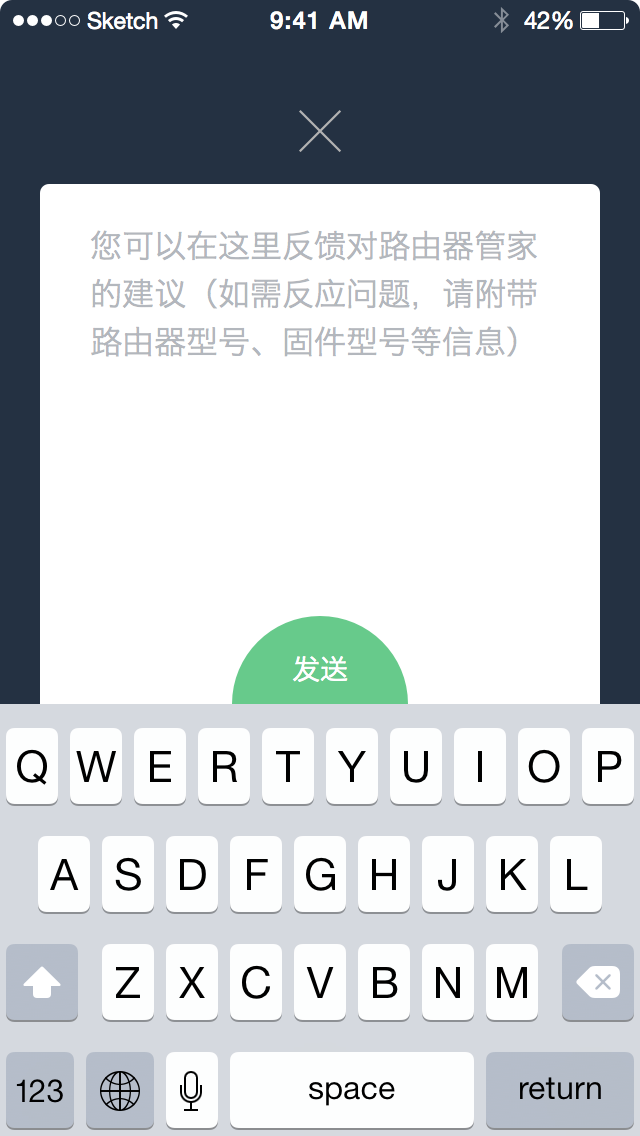 Sketch 9:41 AM 42%
您可以在这里反馈对路由器管家
的建议（如需反应问题，请附带
路由器型号、固件型号等信息）
发送
Q W E R T Y U I O P
A S D F G H J K L
Z X C V B N M
123 space return